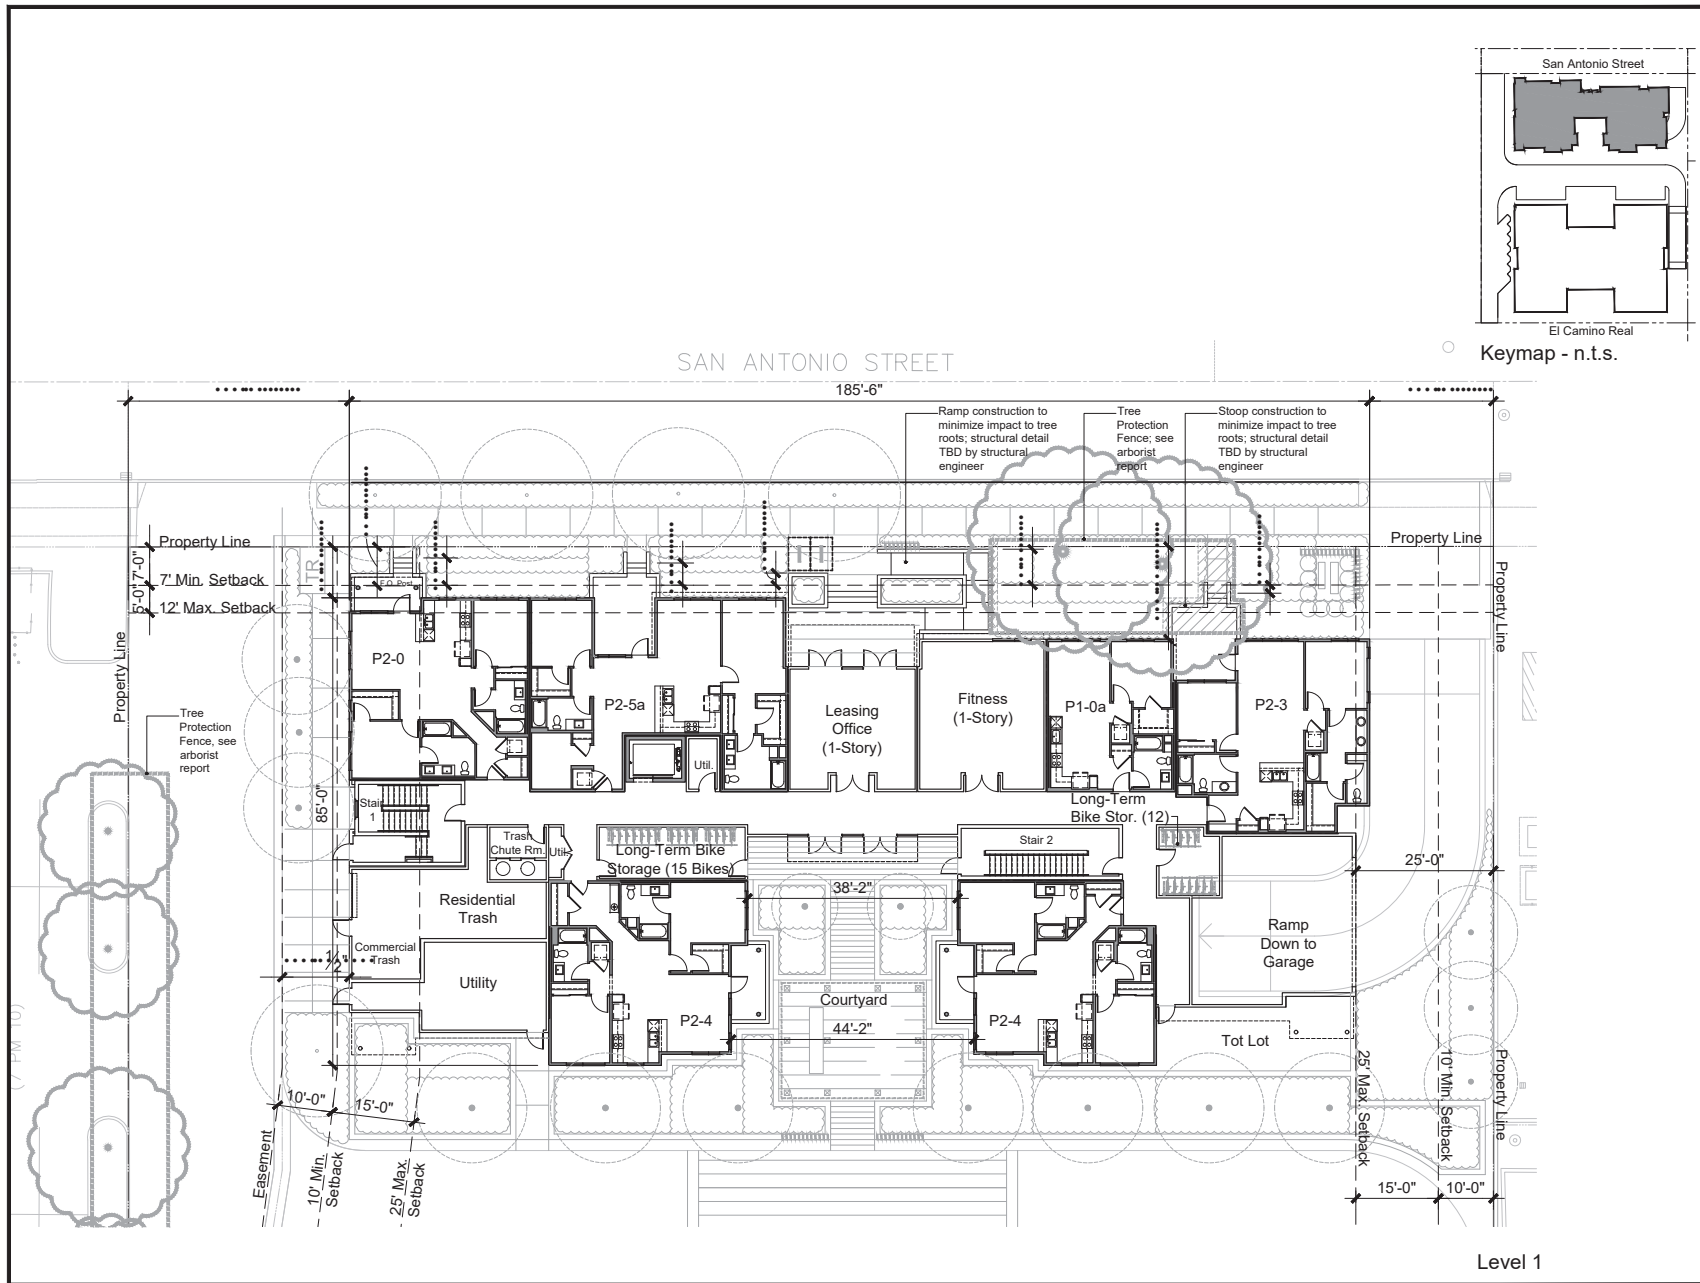 San Antonio Street
El Camino Real
Keymap - n.t.s.
SAN ANTONIO STREET
185'-6"
Ramp construction to
minimize impact to tree
roots; structural detail
TBD by structural
engineer
Tree
Protection
Fence; see
arborist
report
Stoop construction to
minimize impact to tree
roots; structural detail
TBD by structural
engineer
Property Line
7' Min. Setback
12' Max. Setback
7'-0"
5'-0"
Property Line
Property Line
Property Line
TR
F.O. Post
P2-0
P2-5a
Util.
Leasing
Office
(1-Story)
Fitness
(1-Story)
P1-0a
P2-3
Tree
Protection
Fence, see
arborist
report
85'-0"
Stair
1
Trash
Chute Rm.
Util
Long-Term Bike
Storage (15 Bikes)
Long-Term
Bike Stor. (12)
Stair 2
25'-0"
38'-2"
Residential
Trash
Commercial
Trash
Utility
1/2"
Ramp
Down to
Garage
Courtyard
44'-2"
P2-4
P2-4
Tot Lot
10'-0"
15'-0"
Easement
10' Min.
Setback
25' Max.
Setback
25' Max. Setback
10' Min. Setback
Property Line
15'-0"
10'-0"
Level 1